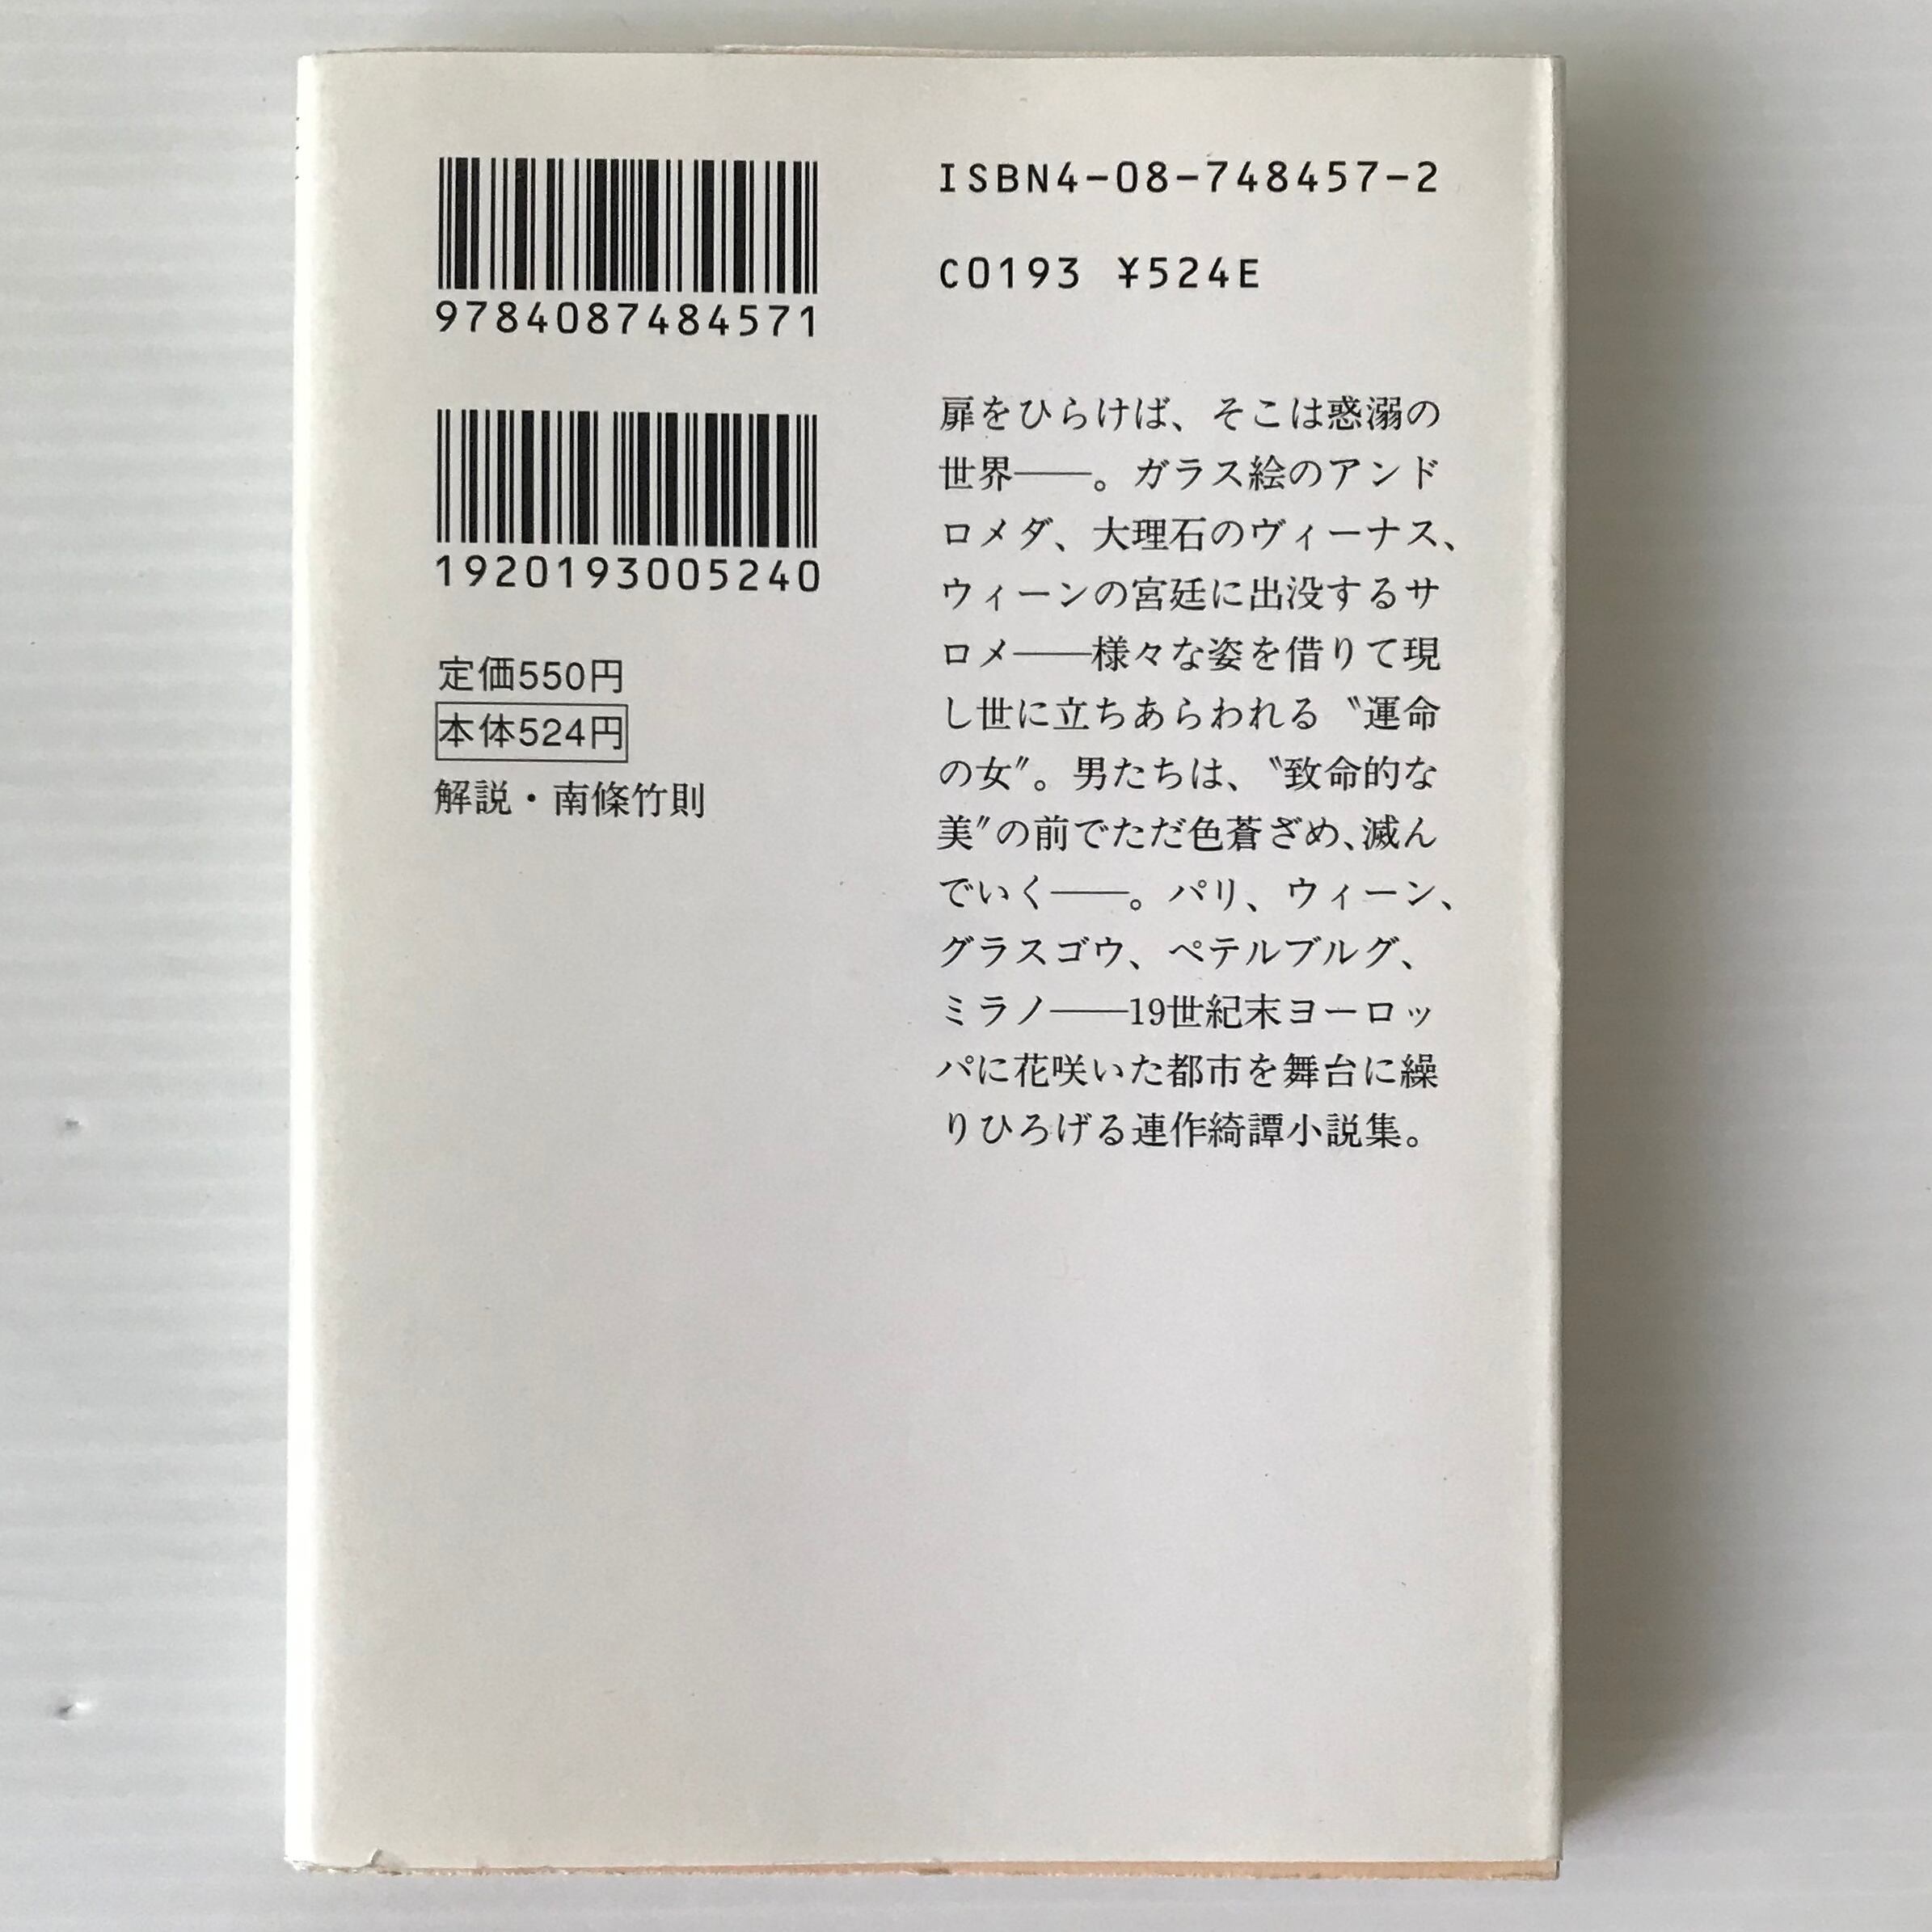 9784087484571
1920193005240
定価550円
本体524円
解説・南條竹則
ISBN4-08-748457-2
C0193 ¥524E
扉をひらけば、そこは惑溺の
世界――。ガラス絵のアンド
ロメダ、大理石のヴィーナス、
ウィーンの宮廷に出没するサ
ロメ――様々な姿を借りて現
し世に立ちあらわれる〝運命
の女〟。男たちは、〝致命的な
美〟の前でただ色蒼ざめ、滅ん
でいく――。パリ、ウィーン、
グラスゴウ、ペテルブルグ、
ミラノ――19世紀末ヨーロッ
パに花咲いた都市を舞台に繰
りひろげる連作綺譚小説集。